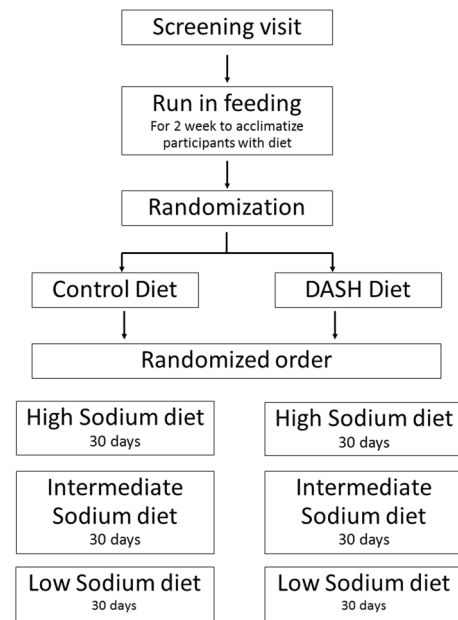 Screening visit
Run in feeding
For 2 week to acclimatize
participants with diet
Randomization
Control Diet
DASH Diet
Randomized order
High Sodium diet
30 days
High Sodium diet
30 days
Intermediate
Sodium diet
30 days
Intermediate
Sodium diet
30 days
Low Sodium diet
30 days
Low Sodium diet
30 days